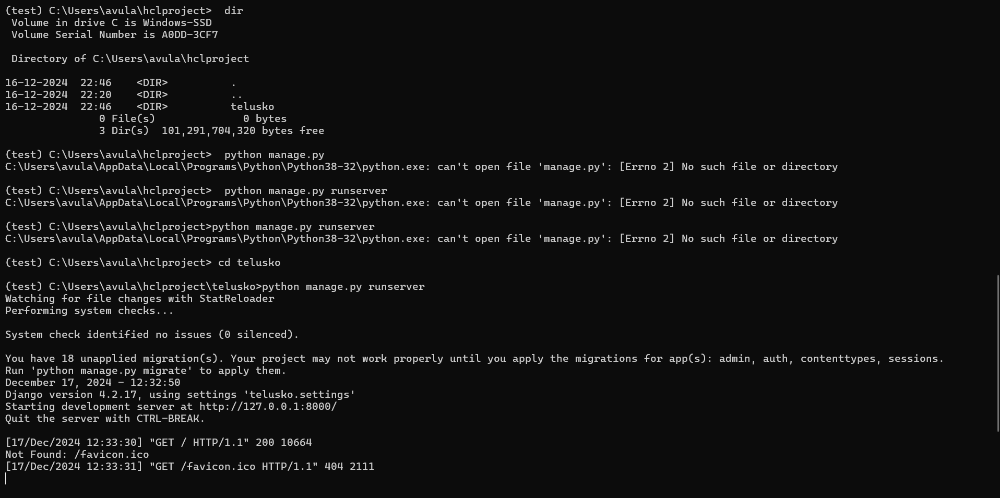 (test) C:\Users\avula\hclproject>  dir
 Volume in drive C is Windows-SSD
 Volume Serial Number is A0DD-3CF7

 Directory of C:\Users\avula\hclproject

16-12-2024  22:46    <DIR>          .
16-12-2024  22:20    <DIR>          ..
16-12-2024  22:46    <DIR>          telusko
               0 File(s)              0 bytes
               3 Dir(s)  101,291,704,320 bytes free

(test) C:\Users\avula\hclproject>  python manage.py
C:\Users\avula\AppData\Local\Programs\Python\Python38-32\python.exe: can't open file 'manage.py': [Errno 2] No such file or directory

(test) C:\Users\avula\hclproject>  python manage.py runserver
C:\Users\avula\AppData\Local\Programs\Python\Python38-32\python.exe: can't open file 'manage.py': [Errno 2] No such file or directory

(test) C:\Users\avula\hclproject>python manage.py runserver
C:\Users\avula\AppData\Local\Programs\Python\Python38-32\python.exe: can't open file 'manage.py': [Errno 2] No such file or directory

(test) C:\Users\avula\hclproject> cd telusko

(test) C:\Users\avula\hclproject\telusko>python manage.py runserver
Watching for file changes with StatReloader
Performing system checks...

System check identified no issues (0 silenced).

You have 18 unapplied migration(s). Your project may not work properly until you apply the migrations for app(s): admin, auth, contenttypes, sessions.
Run 'python manage.py migrate' to apply them.
December 17, 2024 - 12:32:50
Django version 4.2.17, using settings 'telusko.settings'
Starting development server at http://127.0.0.1:8000/
Quit the server with CTRL-BREAK.

[17/Dec/2024 12:33:30] "GET / HTTP/1.1" 200 10664
Not Found: /favicon.ico
[17/Dec/2024 12:33:31] "GET /favicon.ico HTTP/1.1" 404 2111